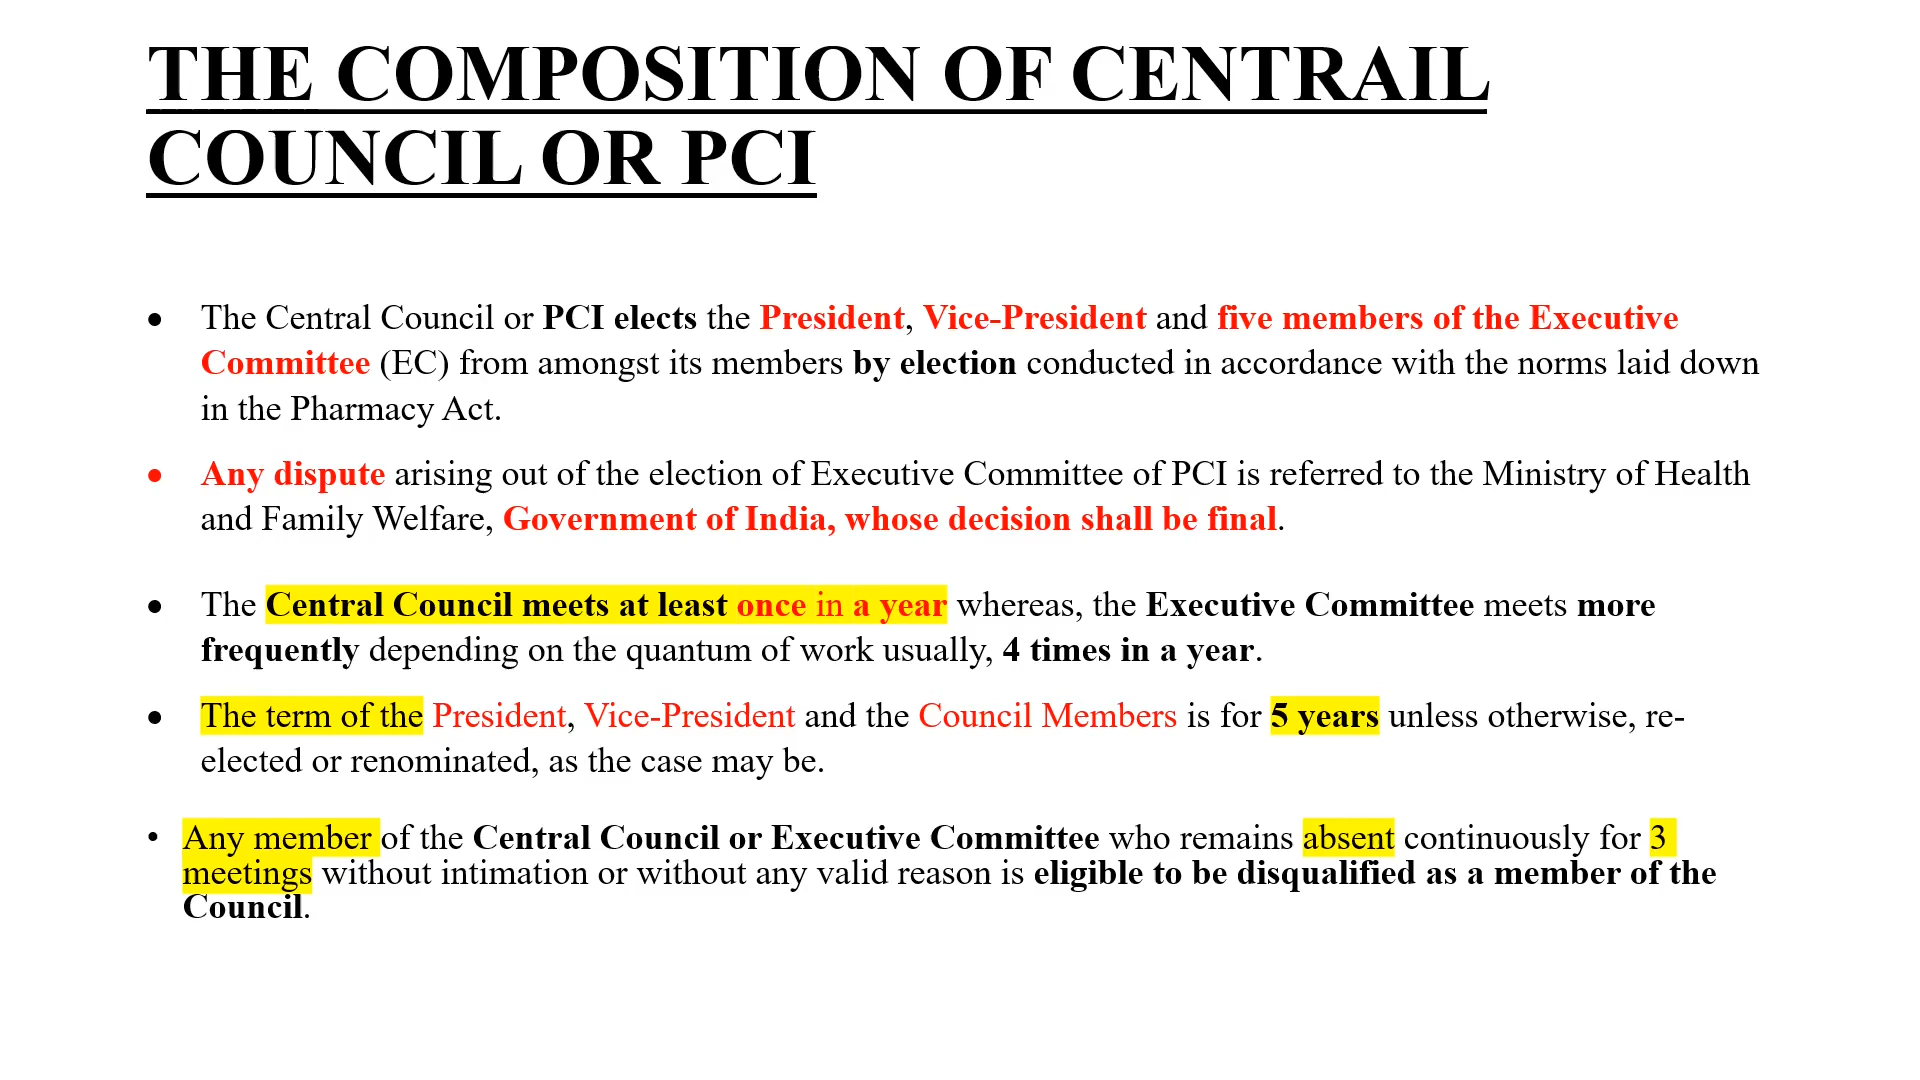 THE COMPOSITION OF CENTRAIL
COUNCIL OR PCI
• The Central Council or PCI elects the President, Vice-President and five members of the Executive
Committee (EC) from amongst its members by election conducted in accordance with the norms laid down
in the Pharmacy Act.
• Any dispute arising out of the election of Executive Committee of PCI is referred to the Ministry of Health
and Family Welfare, Government of India, whose decision shall be final.
• The Central Council meets at least once in a year whereas, the Executive Committee meets more
frequently depending on the quantum of work usually, 4 times in a year.
• The term of the President, Vice-President and the Council Members is for 5 years unless otherwise, re-
elected or renominated, as the case may be.
• Any member of the Central Council or Executive Committee who remains absent continuously for 3
meetings without intimation or without any valid reason is eligible to be disqualified as a member of the
Council.